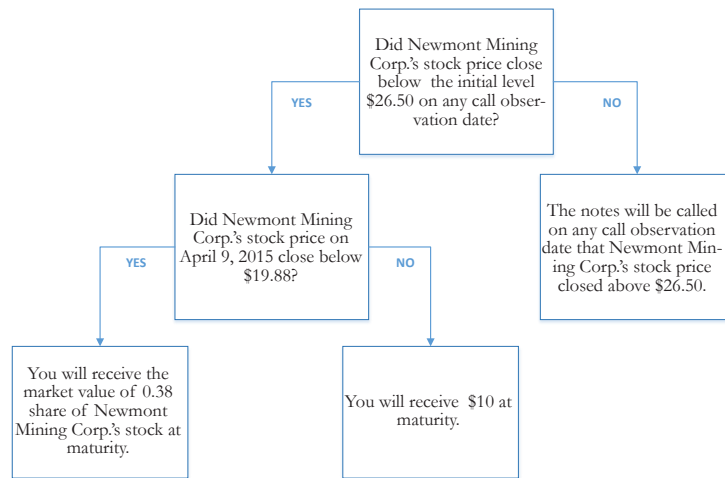 Did Newmont Mining
Corp.'s stock price close
below the initial level
$26.50 on any call obser-
vation date?
YES
NO
Did Newmont Mining
Corp.'s stock price on
April 9, 2015 close below
$19.88?
The notes will be called
on any call observation
date that Newmont Min-
ing Corp.'s stock price
closed above $26.50.
YES
NO
You will receive the
market value of 0.38
share of Newmont
Mining Corp.'s stock at
maturity.
You will receive $10 at
maturity.